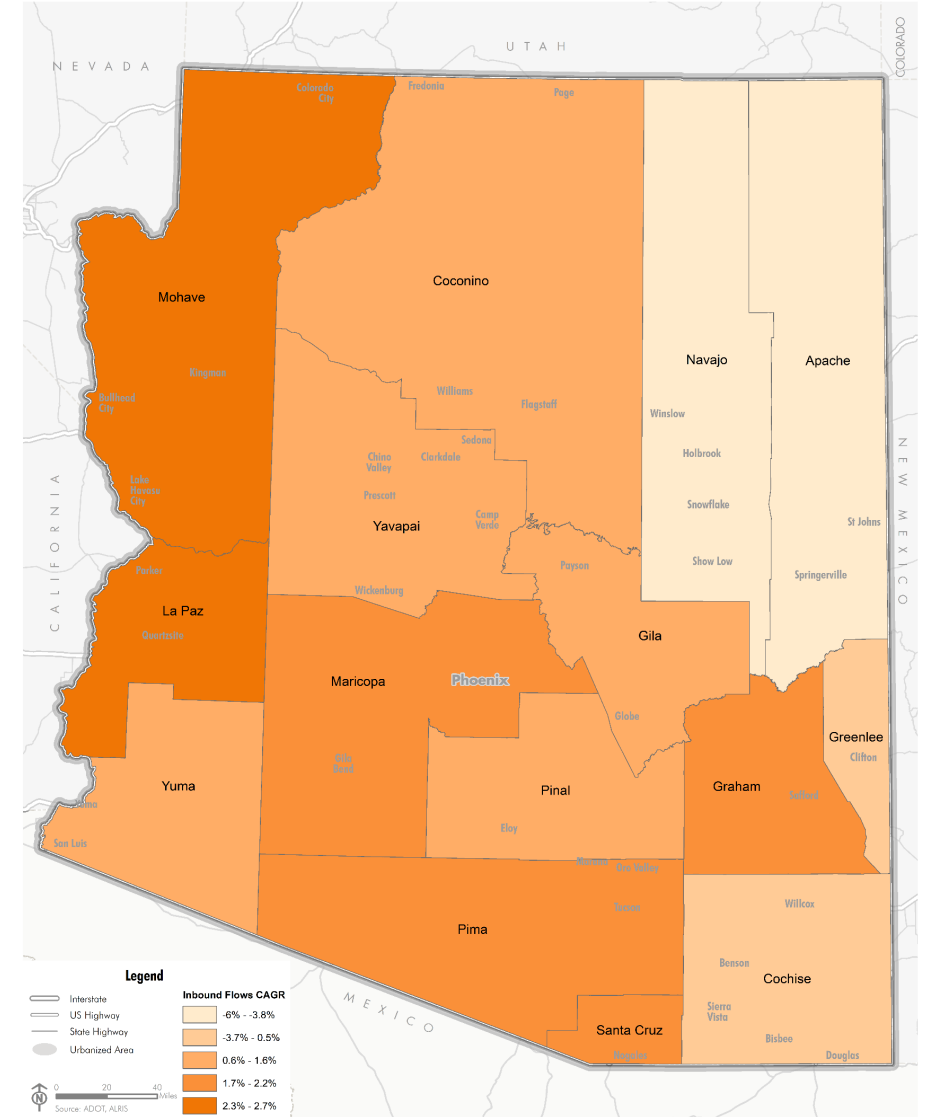 COLORADO
UTAH
NEVADA
Colorado
City
Fredonia
Page
Coconino
Mohave
Navajo
Apache
Kingman
Williams
Bullhead
City
Flagstaff
Winslow
Sedona
Chino
Valley
Clarkdale
Holbrook
NEW MEXICO
CALIFORNIA
Lake
Havasu
City
Prescott
Snowflake
Camp
Verde
Yavapai
St Johns
Show Low
Payson
Parker
Springerville
Wickenburg
La Paz
Quartzsite
Gila
Maricopa
Phoenix
Globe
Greenlee
Clifton
Gila
Bend
Yuma
Pinal
Graham
Safford
Yuma
Eloy
San Luis
Marana
Oro Valley
Tucson
Willcox
Pima
Benson
Cochise
MEXICO
Sierra
Vista
Santa Cruz
Bisbee
Nogales
Douglas
Legend
Interstate
US Highway
State Highway
Urbanized Area
Inbound Flows CAGR
-6% - -3.8%
-3.7% - 0.5%
0.6% - 1.6%
1.7% - 2.2%
2.3% - 2.7%
N
0 20 40
Miles
Source: ADOT, ALRIS